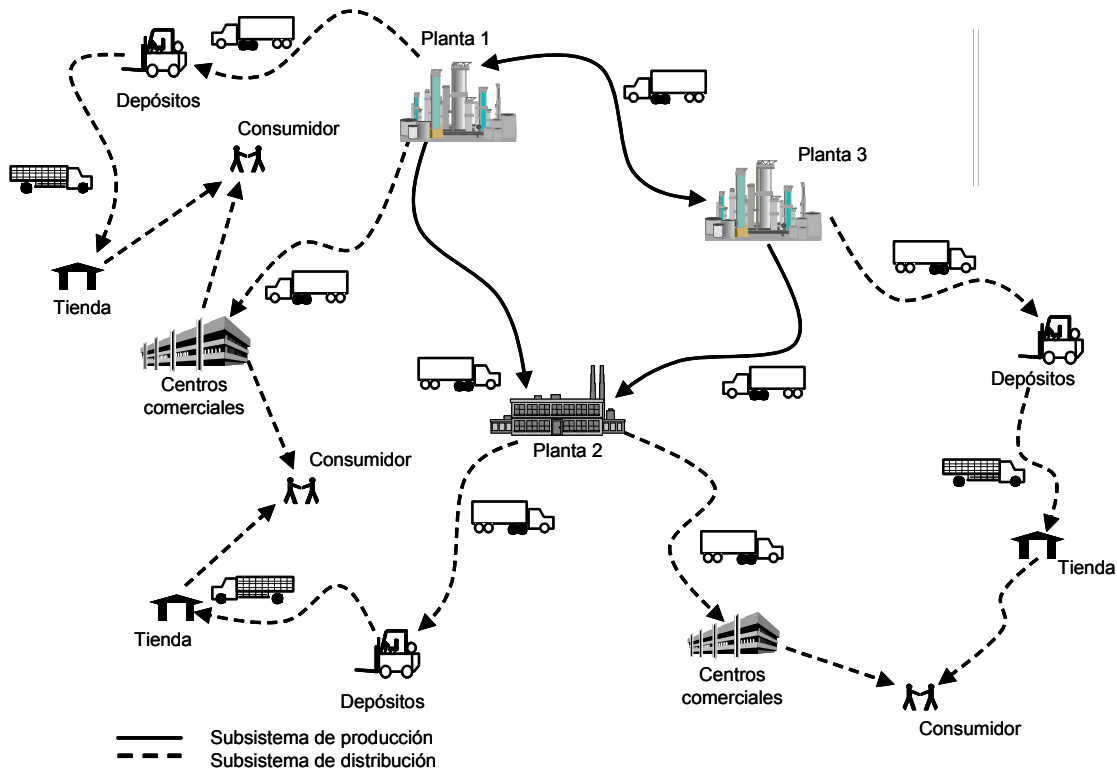 Planta 1
Depósitos
Consumidor
Planta 3
Tienda
Centros
comerciales
Depósitos
Planta 2
Consumidor
Tienda
Tienda
Centros
comerciales
Depósitos
Consumidor
Subsistema de producción
Subsistema de distribución